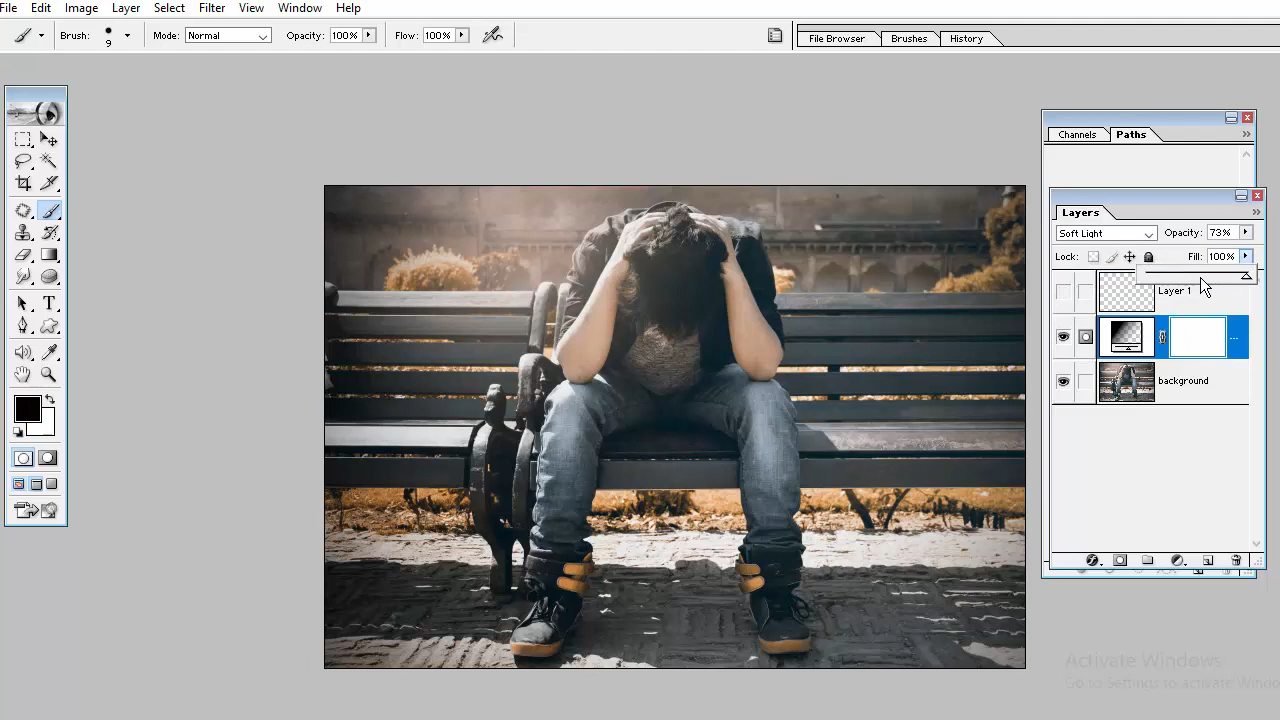 File Edit Image Layer Select Filter View Window Help
Brush: 9 Mode: Normal Opacity: 100% Flow: 100% File Browser Brushes History
Channels Paths
Layers
Soft Light Opacity: 73%
Lock: Fill: 100%
Layer 1
...
background
Activate Windows
Go to Settings to activate Windo